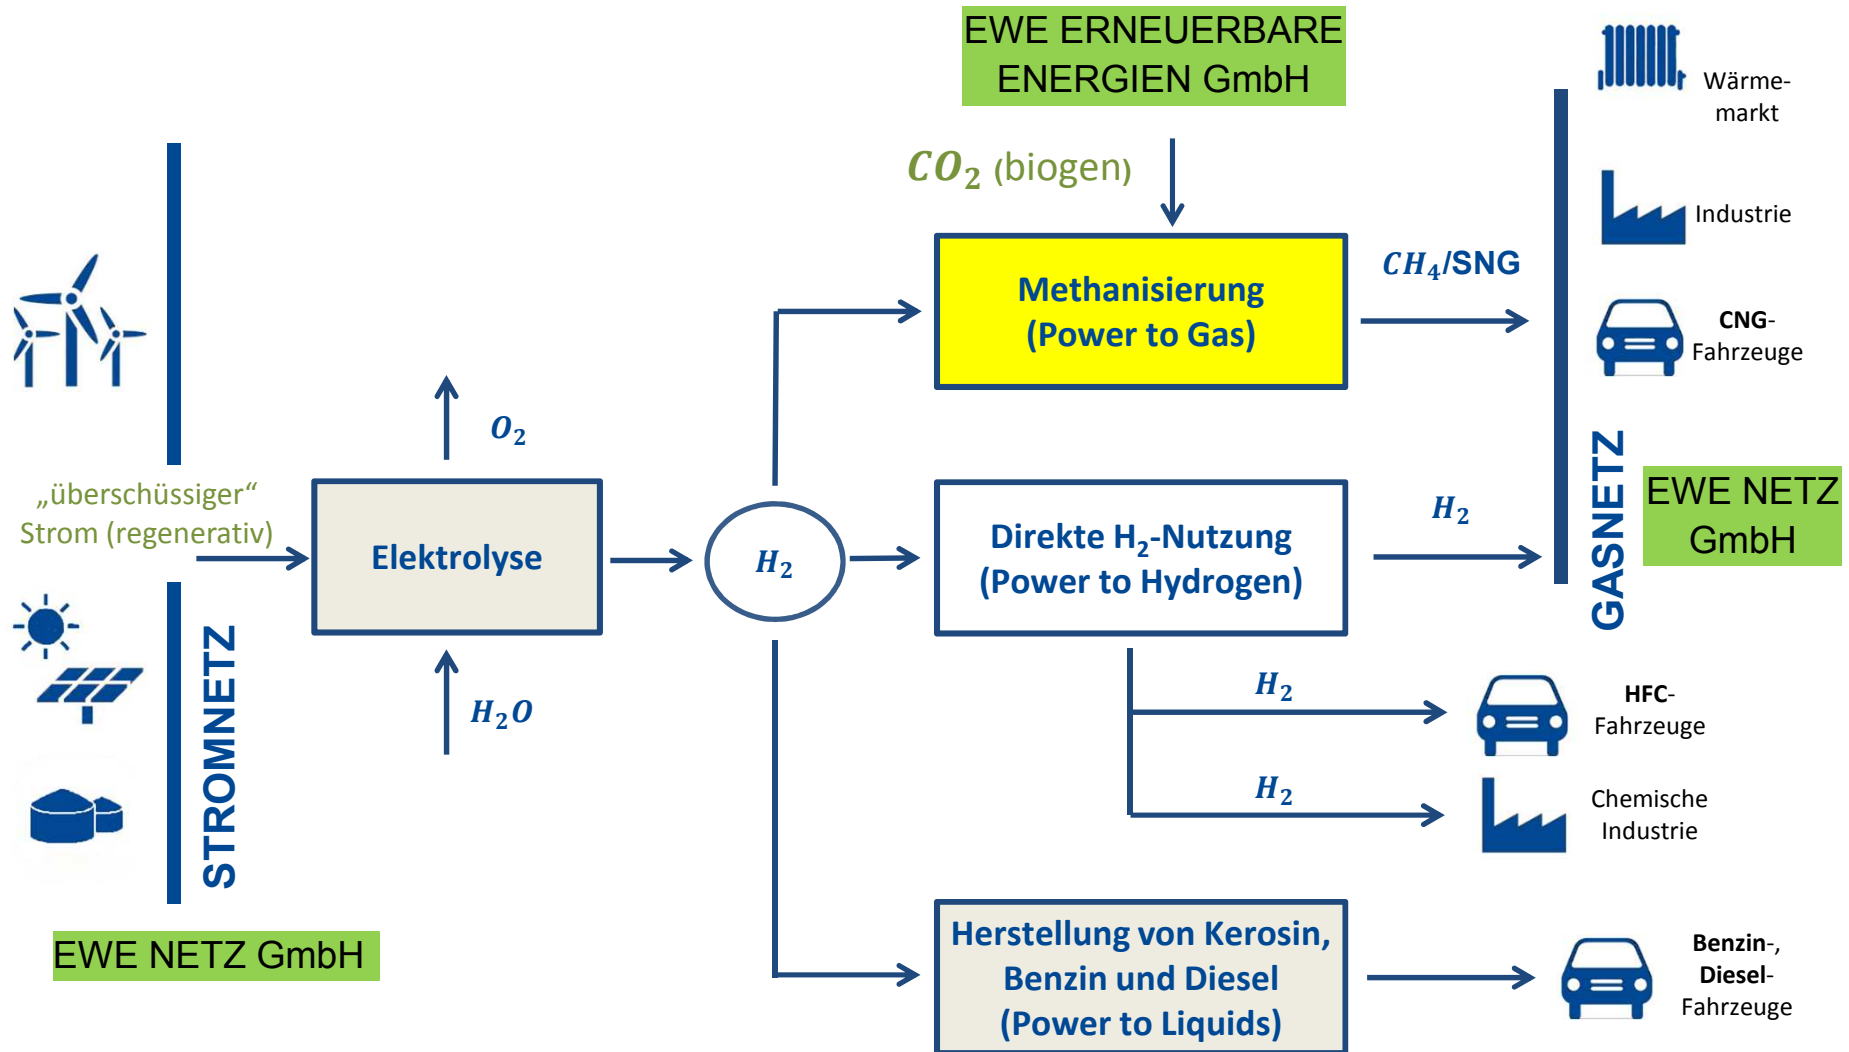 EWE ERNEUERBARE
ENERGIEN GmbH
Wärme-
markt
CO₂ (biogen)
Industrie
Methanisierung
(Power to Gas)
CH₄/SNG
CNG-
Fahrzeuge
O₂
„überschüssiger“
Strom (regenerativ)
Elektrolyse
H₂
Direkte H₂-Nutzung
(Power to Hydrogen)
H₂
GASNETZ
EWE NETZ
GmbH
STROMNETZ
H₂O
H₂
HFC-
Fahrzeuge
H₂
Chemische
Industrie
EWE NETZ GmbH
Herstellung von Kerosin,
Benzin und Diesel
(Power to Liquids)
Benzin-,
Diesel-
Fahrzeuge